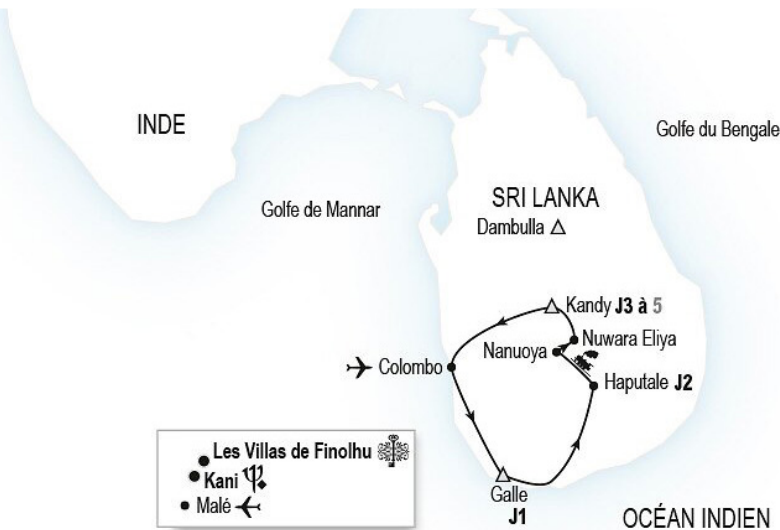 INDE
Golfe du Bengale
SRI LANKA
Golfe de Mannar
Dambulla
Kandy J3 à 5
Nuwara Eliya
Nanuoya
Colombo
Haputale J2
Les Villas de Finolhu
Kani
Malé
Galle
J1
OCÉAN INDIEN